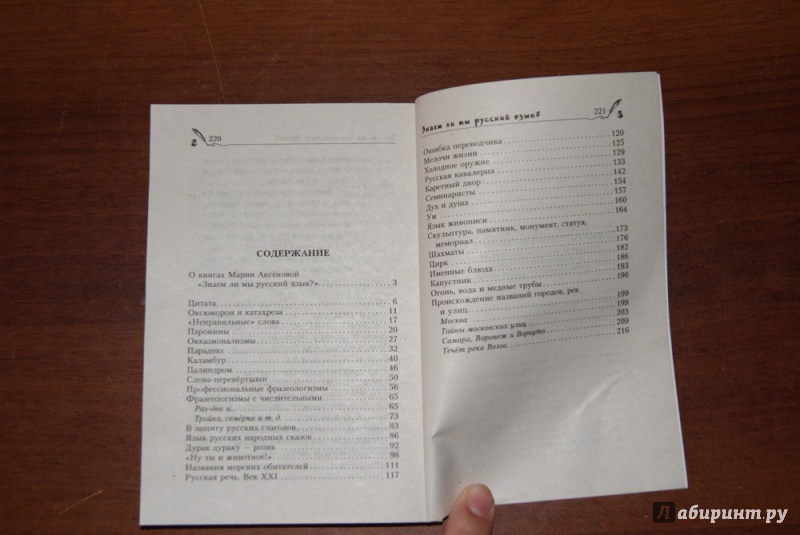 220
СОДЕРЖАНИЕ
О книгах Марии Аксёновой
«Знаем ли мы русский язык?» 3
Цитата 6
Оксюморон и катахреза 11
«Неправильные» слова 17
Паронимы 20
Окказионализмы 27
Парадокс 32
Каламбур 40
Палиндром 46
Слова-перевёртыши 50
Профессиональные фразеологизмы 56
Фразеологизмы с числительными 65
Раз-два и... 65
Тройка, семёрка и т. д. 73
В защиту русских глаголов 83
Язык русских народных сказок 86
Дурак дураку — рознь 92
«Ну ты и животное!» 98
Названия морских обитателей 111
Русская речь. Век XXI 117
Знаем ли мы русский язык? 221
Ошибка переводчика 120
Мелочи жизни 125
Холодное оружие 129
Русская кавалерия 133
Каретный двор 142
Семиваристы 154
Дух и душа 157
Ум 160
Язык живописи 164
Скульптура, памятник, монумент, статуя,
мемориал 173
Шахматы 176
Цирк 182
Именные блюда 186
Капустник 193
Огонь, вода и медные трубы 196
Происхождение названий городов, рек
и улиц 199
Москва 199
Тайны московских улиц 203
Самара, Воронеж и Воркута 209
Течёт река Волга 216
Лабиринт.ру